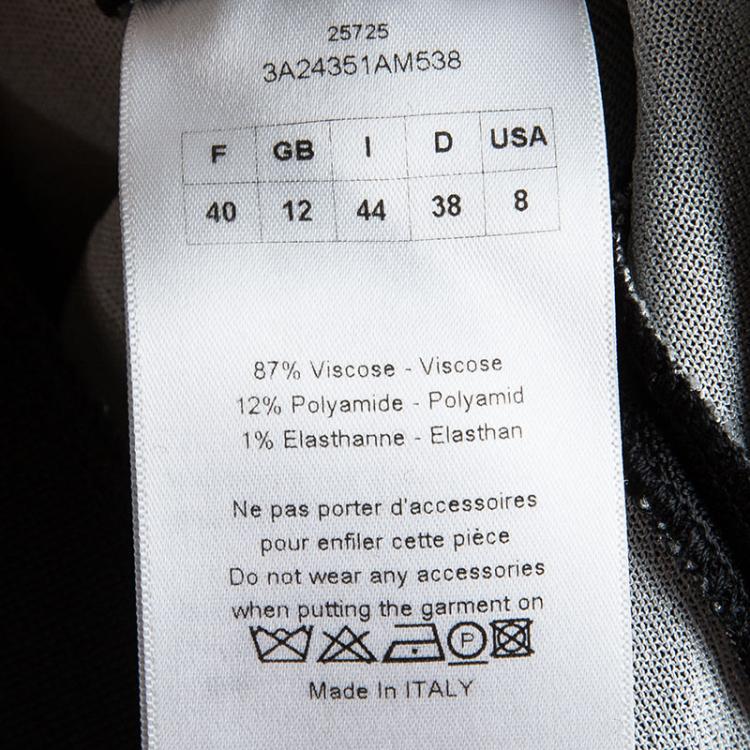 25725
3A24351AM538
F GB I D USA
40 12 44 38 8
87% Viscose - Viscose
12% Polyamide - Polyamid
1% Elasthanne - Elasthan
Ne pas porter d'accessoires
pour enfiler cette pièce
Do not wear any accessories
when putting the garment on
P
Made In ITALY